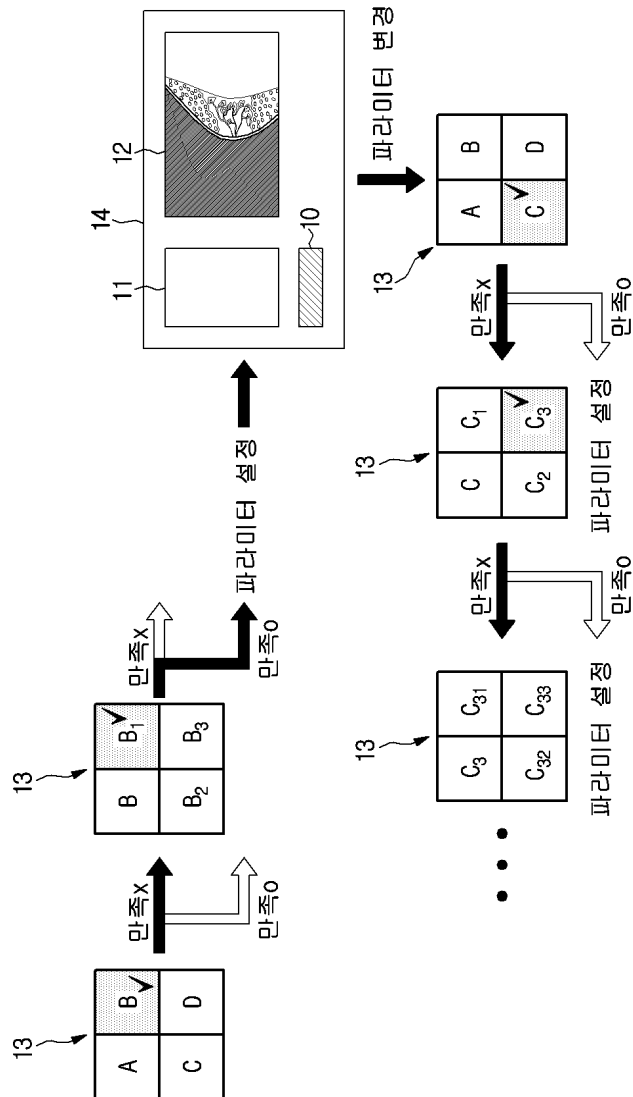 13
A B
C D
만족x
만족o
13
B B₁
B₂ B₃
만족x
만족o
파라미터 설정
14
11
12
10
파라미터 변경
13
A B
C D
만족x
만족o
파라미터 설정
13
C C₁
C₂ C₃
만족x
만족o
파라미터 설정
13
C₃ C₃₁
C₃₂ C₃₃